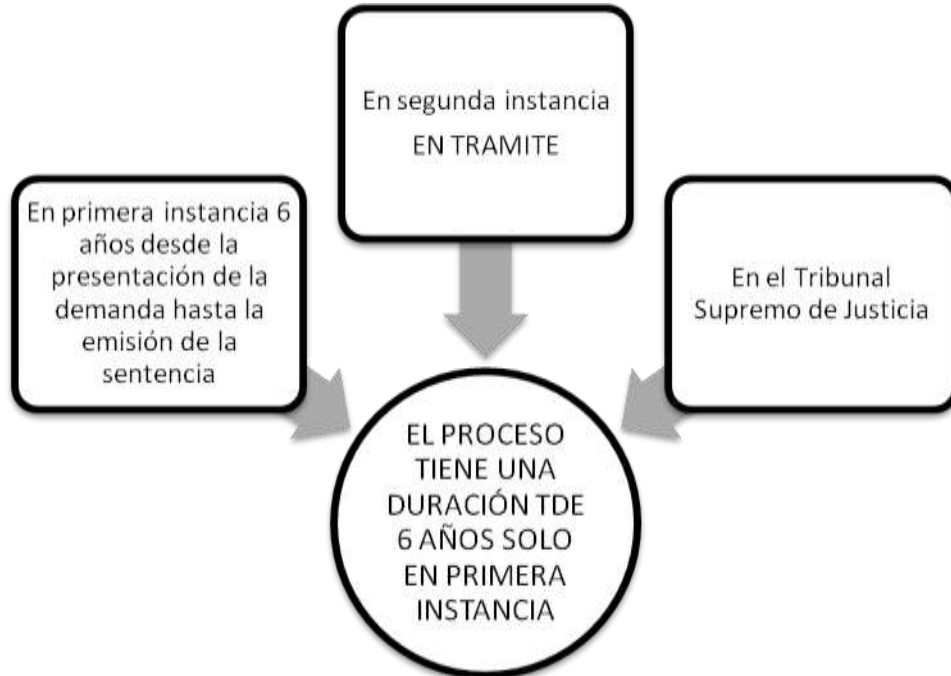 En segunda instancia
EN TRAMITE
En primera instancia 6
años desde la
presentación de la
demanda hasta la
emisión de la
sentencia
En el Tribunal
Supremo de Justicia
EL PROCESO
TIENE UNA
DURACIÓN TDE
6 AÑOS SOLO
EN PRIMERA
INSTANCIA